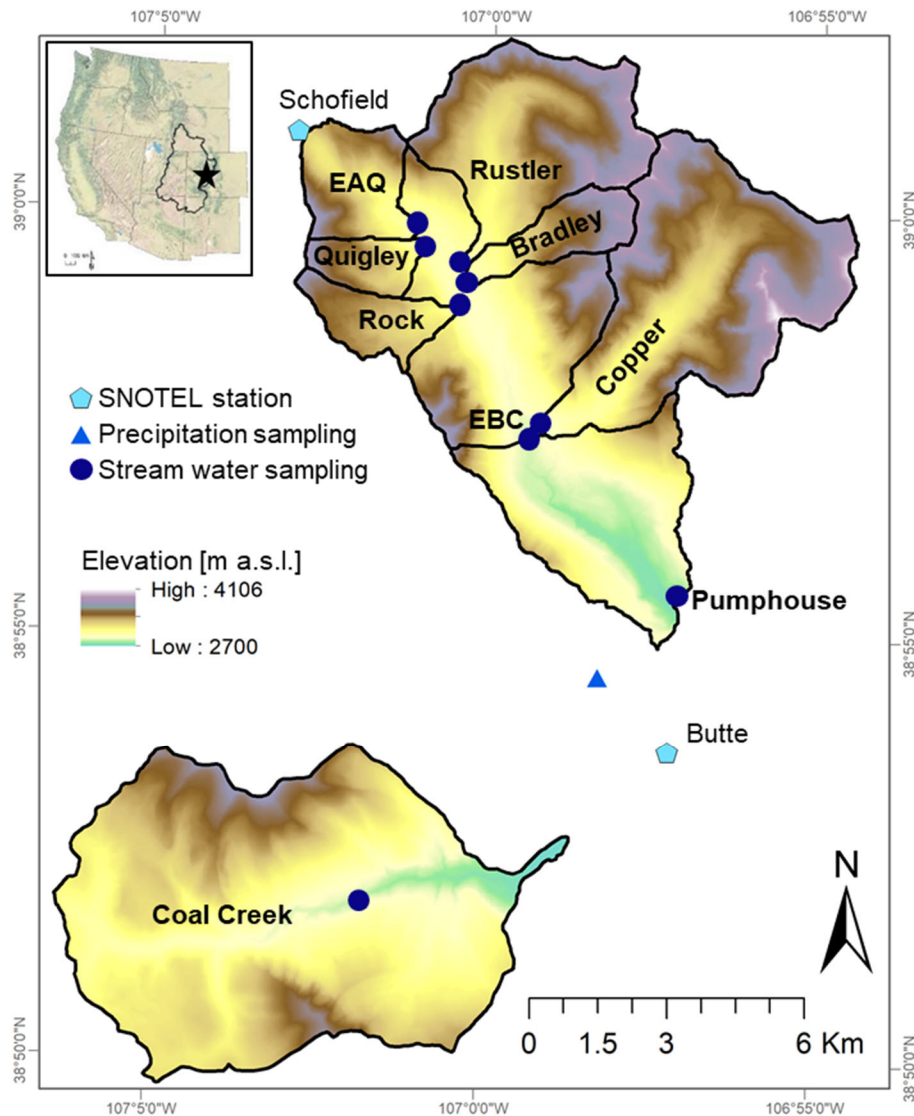 107°5'0"W 107°0'0"W 106°55'0"W
Schofield
Rustler
EAQ
39°0'0"N
39°0'0"N
Bradley
Quigley
Rock
Copper
SNOTEL station
EBC
Precipitation sampling
Stream water sampling
Elevation [m a.s.l.]
High : 4106
Low : 2700
Pumphouse
38°55'0"N
38°55'0"N
Butte
N
Coal Creek
0 1.5 3 6 Km
38°50'0"N
38°50'0"N
107°5'0"W 107°0'0"W 106°55'0"W